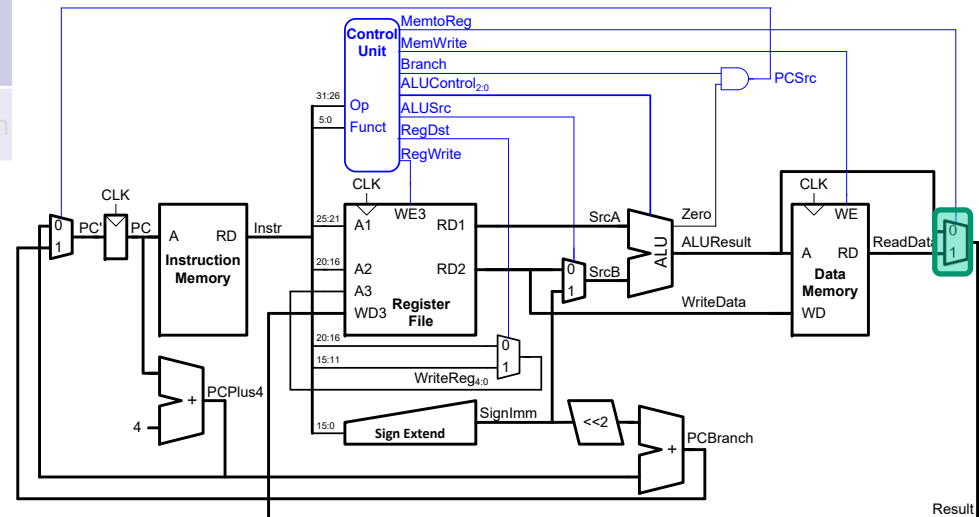 MemtoReg
Control Unit
MemWrite
Branch
PCSrc
ALUControl2:0
31:26
Op
ALUSrc
5:0
Funct
RegDst
RegWrite
CLK
CLK
CLK
0
1
PC'
PC
A
RD
Instr
Instruction Memory
25:21
A1
WE3
RD1
SrcA
Zero
WE
0
1
20:16
A2
RD2
0
1
SrcB
ALU
ALUResult
A
RD
ReadData
Data Memory
A3
Register File
WD3
WriteData
WD
20:16
0
15:11
1
WriteReg4:0
PCPlus4
+
4
SignImm
15:0
Sign Extend
<<2
+
PCBranch
Result